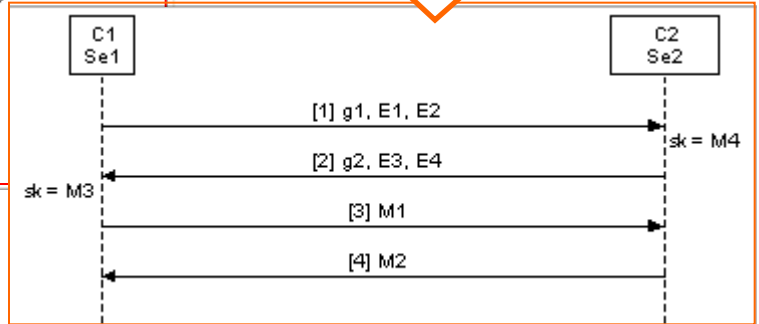 C1
Se1
C2
Se2
[1] g1, E1, E2
sk = M4
[2] g2, E3, E4
sk = M3
[3] M1
[4] M2